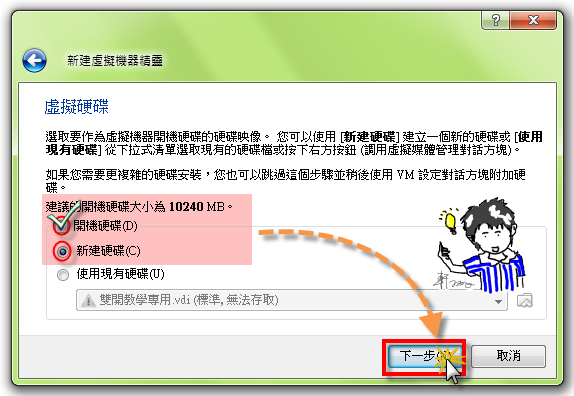 新建虛擬機器精靈
虛擬硬碟
選取要作為虛擬機器開機硬碟的硬碟映像。 您可以使用 [新建硬碟] 建立一個新的硬碟或 [使用
現有硬碟] 從下拉式清單選取現有的硬碟檔或按下右方按鈕 (調用虛擬媒體管理對話方塊)。
如果您需要更複雜的硬碟安裝，您也可以跳過這個步驟並稍後使用 VM 設定對話方塊附加硬
碟。
建議的開機硬碟大小為 10240 MB。
開機硬碟(D)
新建硬碟(C)
使用現有硬碟(U)
雙開教學專用.vdi (標準, 無法存取)
下一步
取消